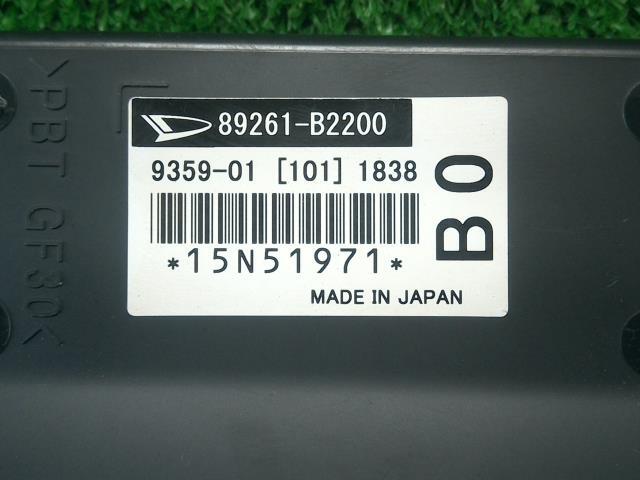 >PBT GF30<
89261-B2200
9359-01 [101] 1838
B0
*15N51971*
MADE IN JAPAN